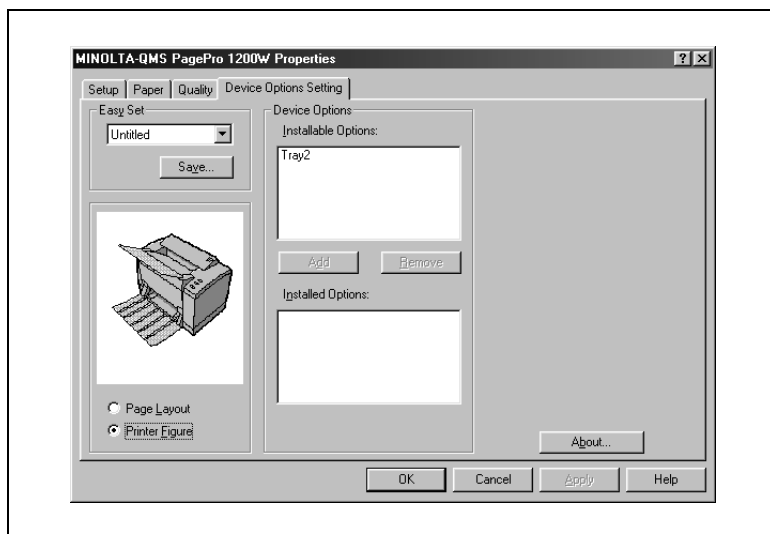 MINOLTA-QMS PagePro 1200W Properties
Setup
Paper
Quality
Device Options Setting
Easy Set
Untitled
Save...
Page Layout
Printer Figure
Device Options
Installable Options:
Tray2
Add
Remove
Installed Options:
About...
OK
Cancel
Apply
Help